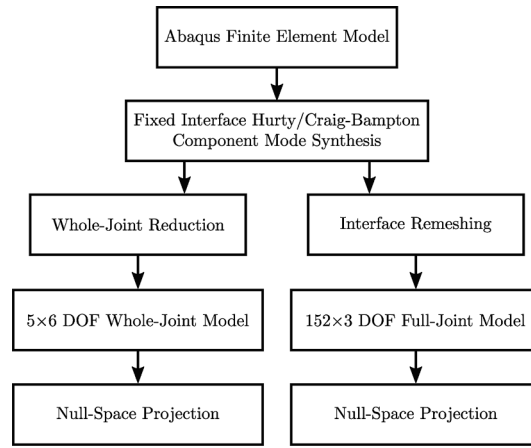 Abaqus Finite Element Model
Fixed Interface Hurty/Craig-Bampton
Component Mode Synthesis
Whole-Joint Reduction
Interface Remeshing
5×6 DOF Whole-Joint Model
152×3 DOF Full-Joint Model
Null-Space Projection
Null-Space Projection